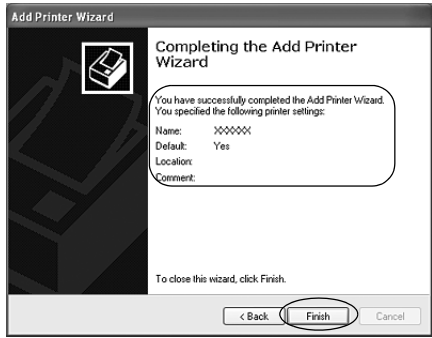 Add Printer Wizard
Completing the Add Printer
Wizard
You have successfully completed the Add Printer Wizard.
You specified the following printer settings:
Name: XXXXXX
Default: Yes
Location:
Comment:
To close this wizard, click Finish.
< Back Finish Cancel